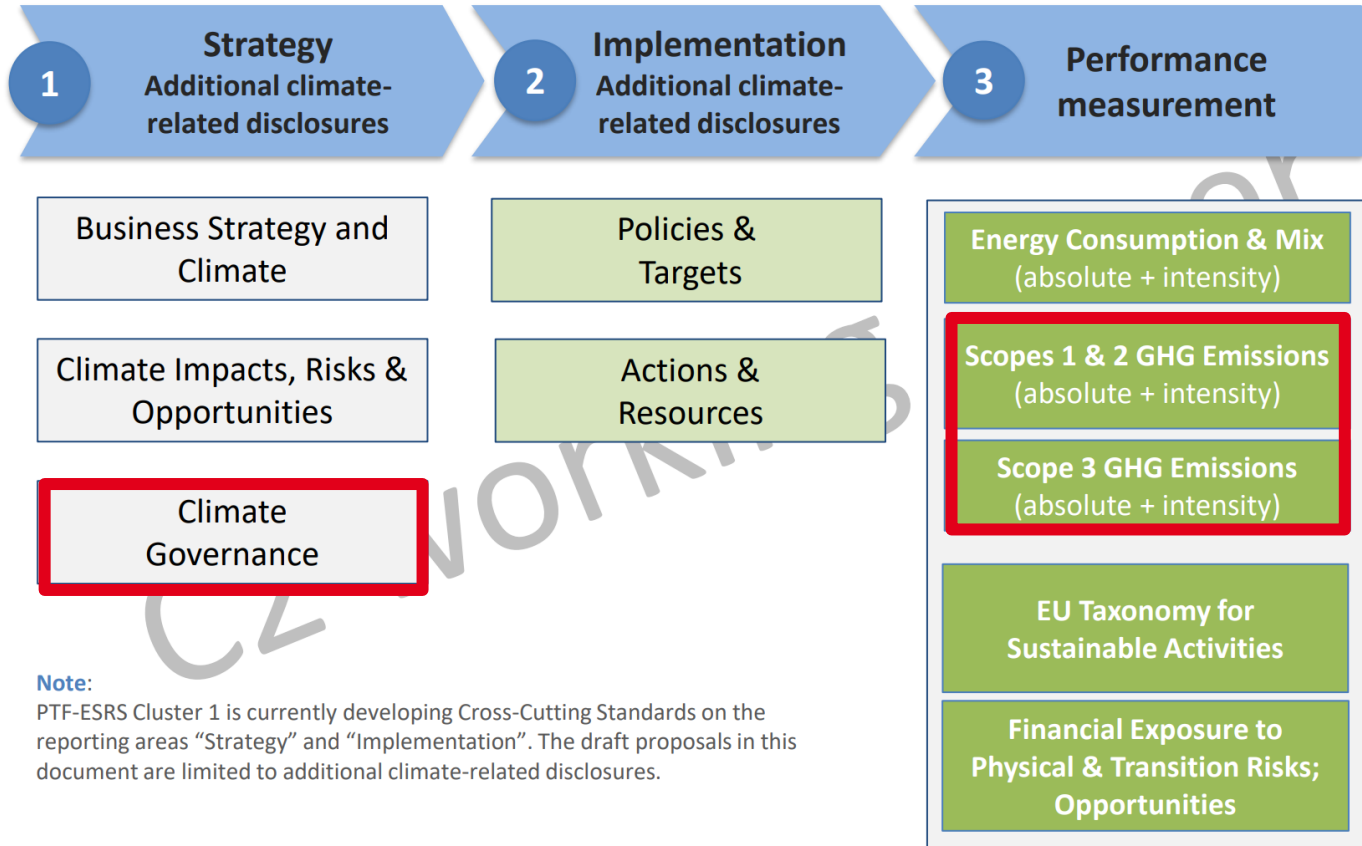 1
Strategy
Additional climate-
related disclosures
2
Implementation
Additional climate-
related disclosures
3
Performance
measurement
Business Strategy and
Climate
Climate Impacts, Risks &
Opportunities
Climate
Governance
Policies &
Targets
Actions &
Resources
Energy Consumption & Mix
(absolute + intensity)
Scopes 1 & 2 GHG Emissions
(absolute + intensity)
Scope 3 GHG Emissions
(absolute + intensity)
EU Taxonomy for
Sustainable Activities
Financial Exposure to
Physical & Transition Risks;
Opportunities
Note:
PTF-ESRS Cluster 1 is currently developing Cross-Cutting Standards on the
reporting areas “Strategy” and “Implementation”. The draft proposals in this
document are limited to additional climate-related disclosures.